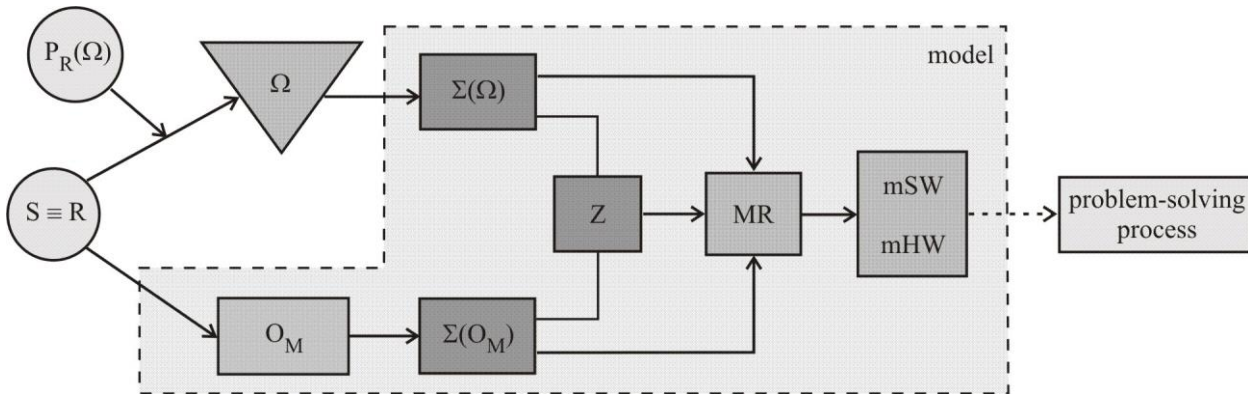 P_R(Ω)
Ω
Σ(Ω)
model
S ≡ R
Z
MR
mSW
mHW
problem-solving
process
O_M
Σ(O_M)